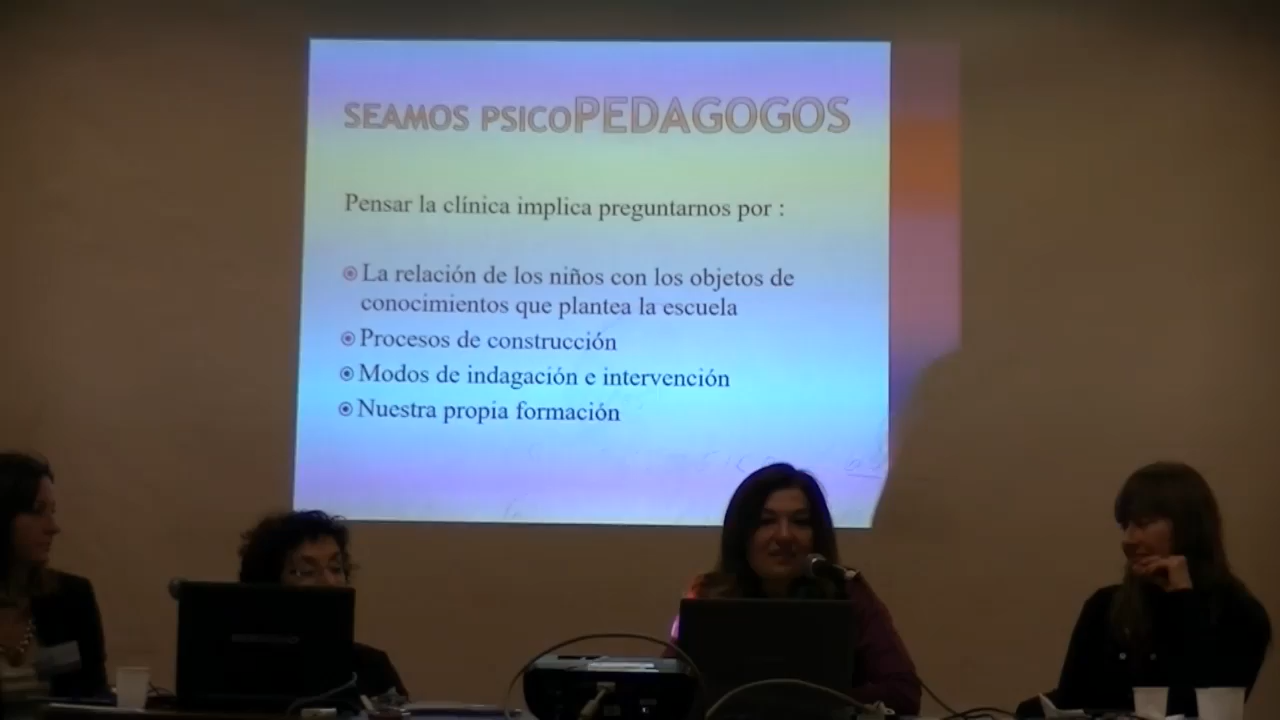 SEAMOS PSICOPEDAGOGOS
Pensar la clínica implica preguntarnos por :
La relación de los niños con los objetos de
conocimientos que plantea la escuela
Procesos de construcción
Modos de indagación e intervención
Nuestra propia formación